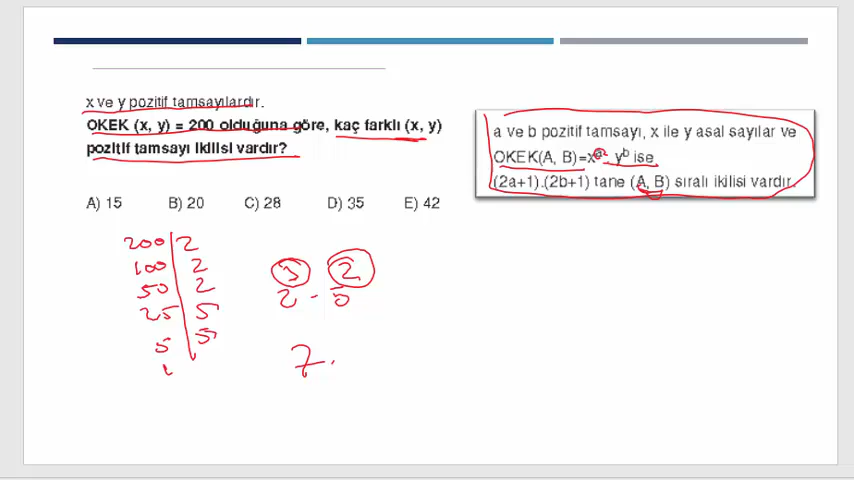 x ve y pozitif tamsayılardır.
OKEK (x, y) = 200 olduğuna göre, kaç farklı (x, y)
pozitif tamsayı ikilisi vardır?
A) 15 B) 20 C) 28 D) 35 E) 42
a ve b pozitif tamsayı, x ile y asal sayılar ve
OKEK(A, B)=xᵃ. yᵇ ise
(2a+1).(2b+1) tane (A, B) sıralı ikilisi vardır.
200 2
100 2
50 2
25 5
5 5
1
3 2
2 . 5
7 .